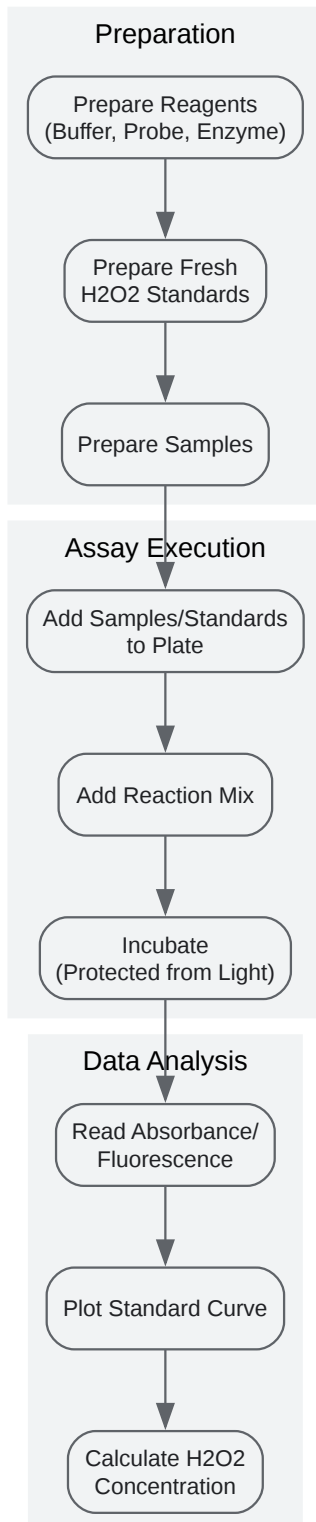 Preparation
Prepare Reagents
(Buffer, Probe, Enzyme)
Prepare Fresh
H2O2 Standards
Prepare Samples
Assay Execution
Add Samples/Standards
to Plate
Add Reaction Mix
Incubate
(Protected from Light)
Data Analysis
Read Absorbance/
Fluorescence
Plot Standard Curve
Calculate H2O2
Concentration